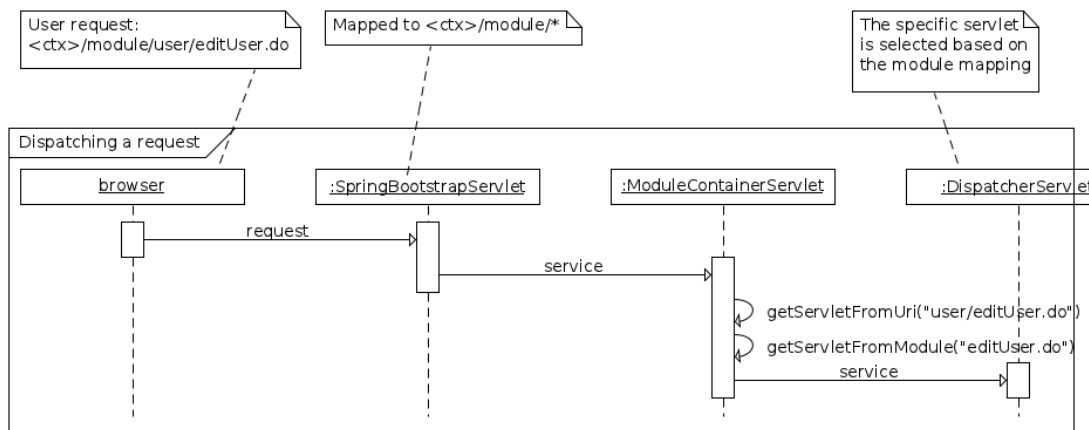 User request:
<ctx>/module/user/editUser.do
Mapped to <ctx>/module/*
The specific servlet
is selected based on
the module mapping
Dispatching a request
browser
:SpringBootstrapServlet
:ModuleContainerServlet
:DispatcherServlet
request
service
getServletFromUri("user/editUser.do")
getServletFromModule("editUser.do")
service